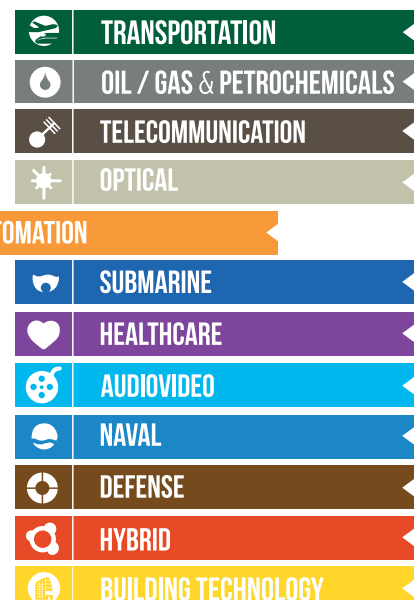 TRANSPORTATION
OIL / GAS & PETROCHEMICALS
TELECOMMUNICATION
OPTICAL
TOMATION
SUBMARINE
HEALTHCARE
AUDIOVIDEO
NAVAL
DEFENSE
HYBRID
BUILDING TECHNOLOGY